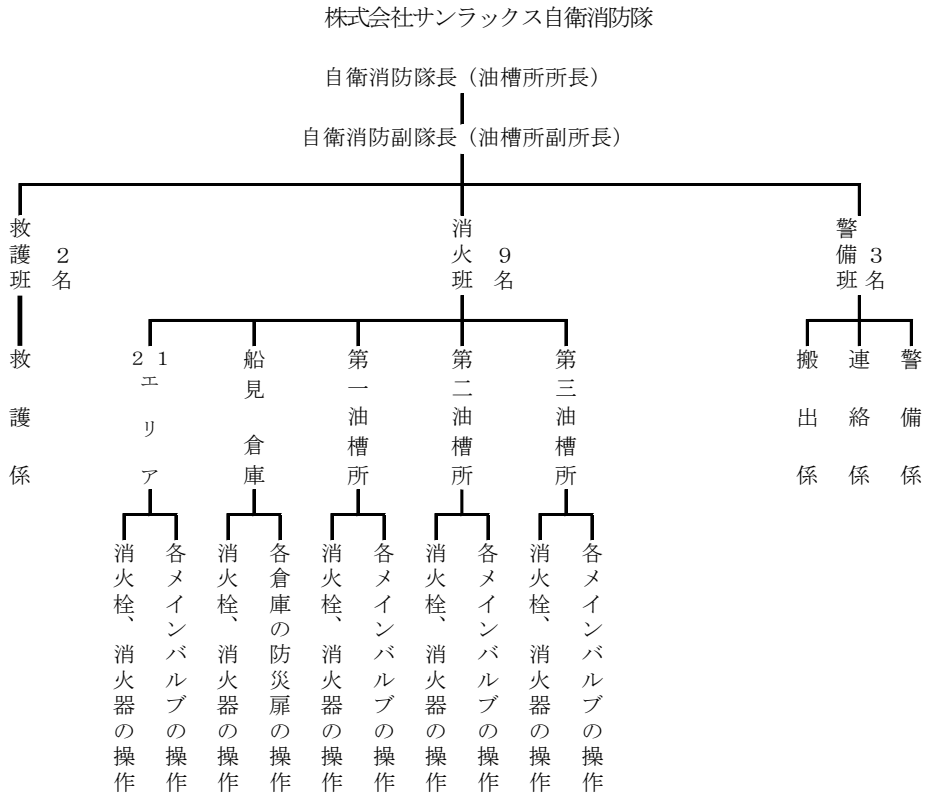 株式会社サンラックス自衛消防隊
自衛消防隊長（油槽所所長）
自衛消防副隊長（油槽所副所長）
警備班
3名
消火班
9名
救護班
2名
警備係
連絡係
搬出係
第三油槽所
第二油槽所
第一油槽所
船見　倉庫
21エリア
救護係
各メインバルブの操作
消火栓、消火器の操作
各メインバルブの操作
消火栓、消火器の操作
各メインバルブの操作
消火栓、消火器の操作
各倉庫の防災扉の操作
消火栓、消火器の操作
各メインバルブの操作
消火栓、消火器の操作